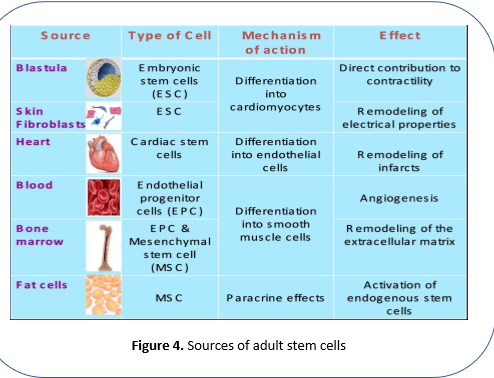 Source Type of Cell Mechanism of action Effect
Blastula
Embryonic
stem cells
(ESC)
Differentiation
into
cardiomyocytes
Direct contribution to
contractility
Skin
Fibroblasts
ESC
Remodeling of
electrical properties
Heart
Cardiac stem
cells
Differentiation
into endothelial
cells
Remodeling of
infarcts
Blood
Endothelial
progenitor
cells (EPC)
Differentiation
into smooth
muscle cells
Angiogenesis
Bone
marrow
EPC &
Mesenchymal
stem cell
(MSC)
Remodeling of the
extracellular matrix
Fat cells
MSC
Paracrine effects
Activation of
endogenous stem
cells
Figure 4. Sources of adult stem cells